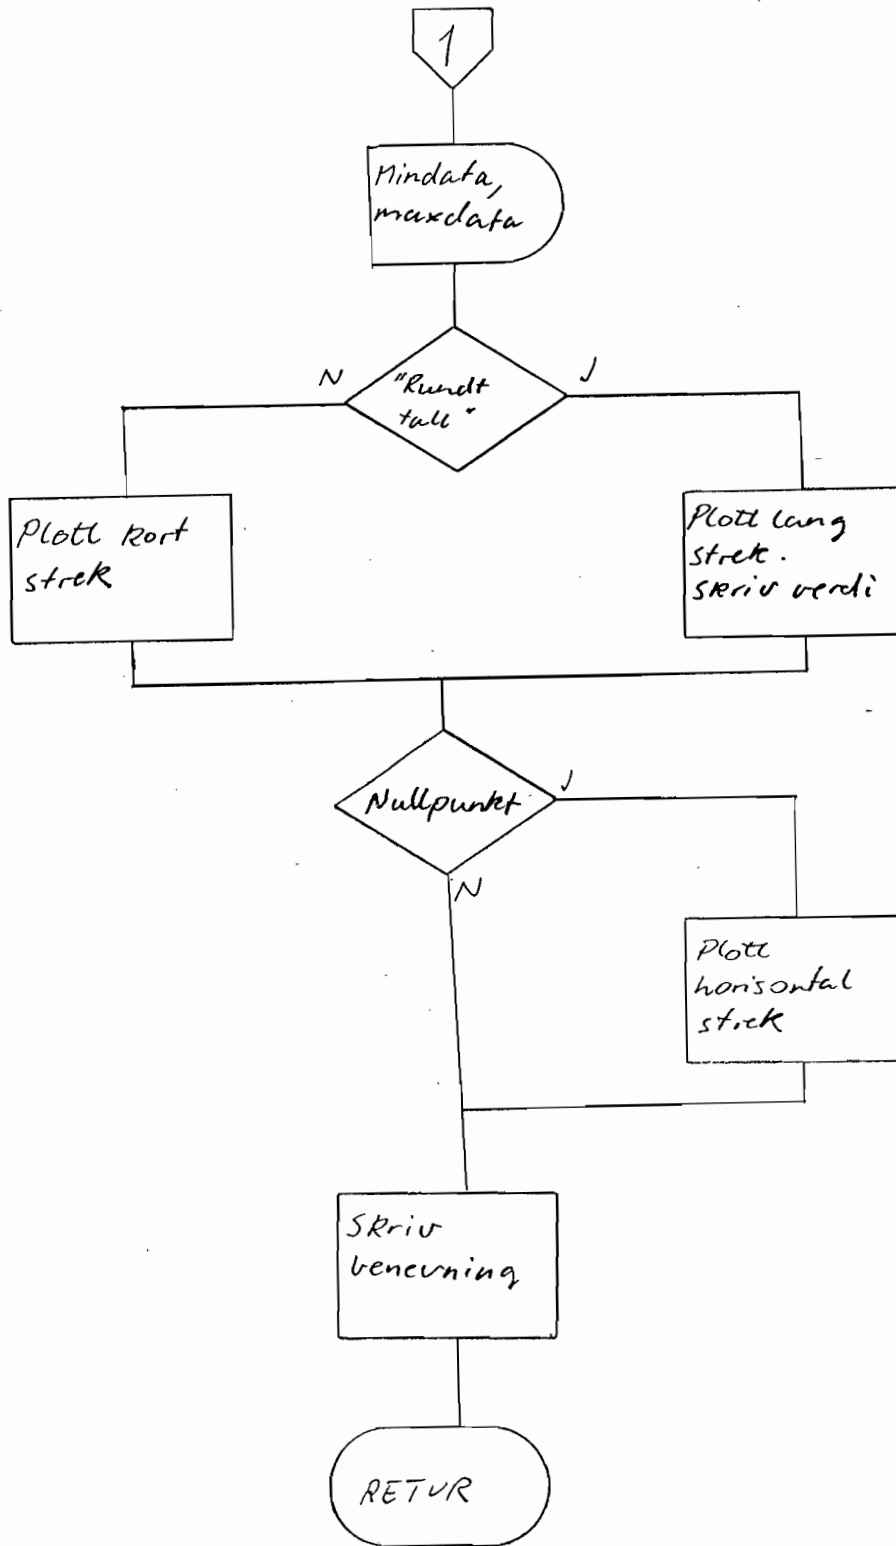 1
Mindata,
maxdata
N
J
"Rundt
tall"
Plott kort
strek
Plott lang
strek.
skriv verdi
Nullpunkt
J
N
Plott
horisontal
strek
Skriv
benevning
RETUR